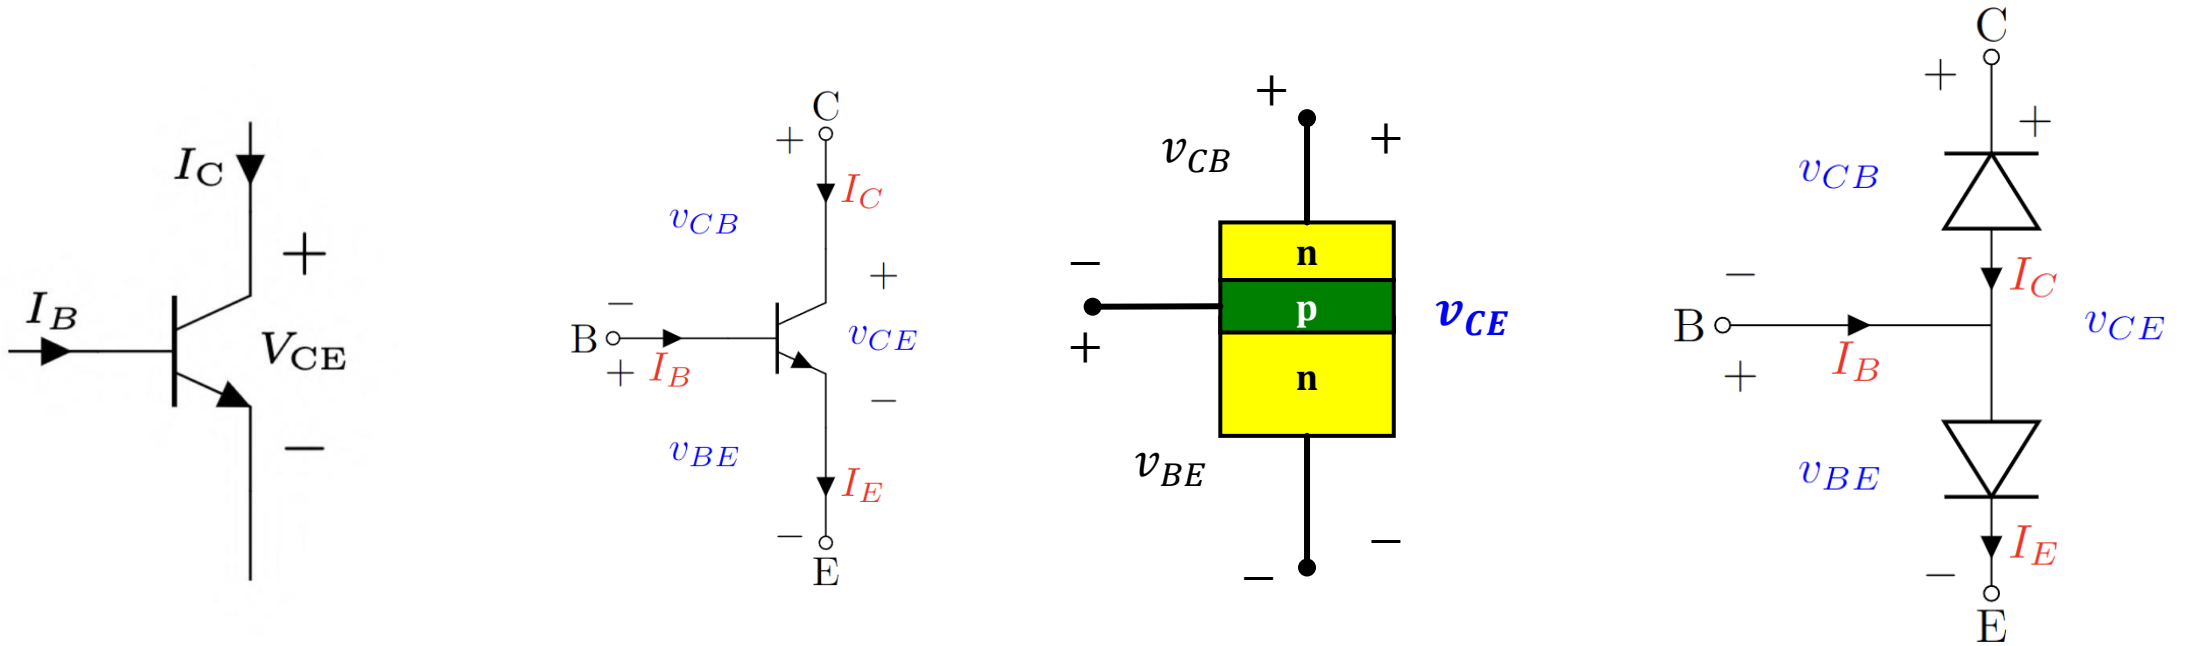 I_C
+
I_B
V_CE
−
C
+
I_C
v_CB
+
−
B
v_CE
+
I_B
−
v_BE
I_E
−
E
+
+
v_CB
n
−
p
v_CE
+
n
v_BE
−
−
C
+
+
v_CB
I_C
−
B
v_CE
I_B
+
v_BE
I_E
−
E